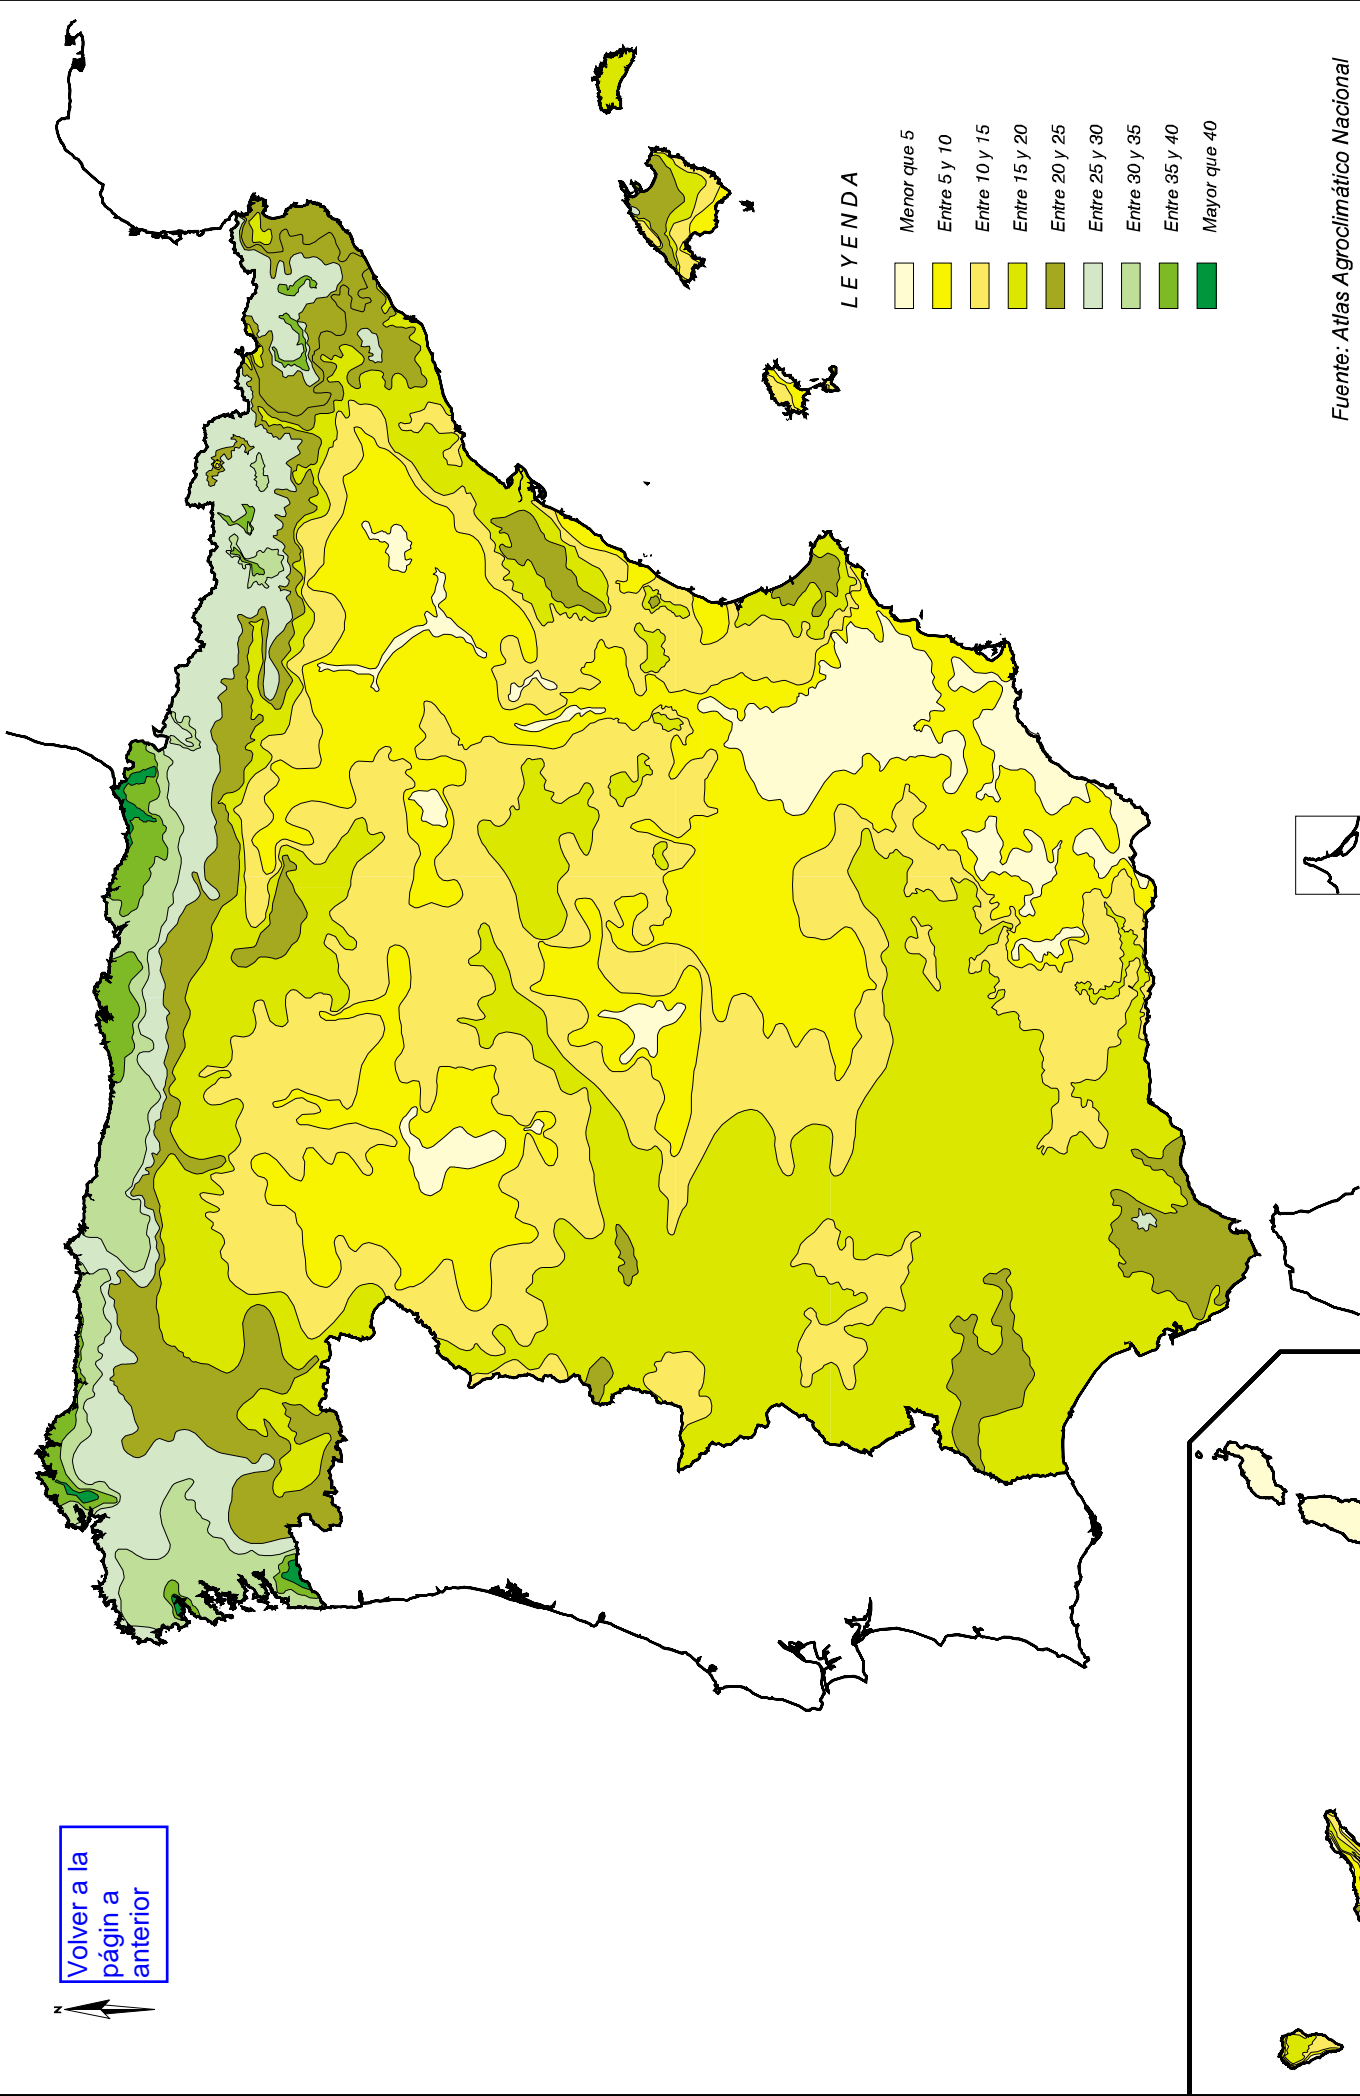 Volver a la
págin a
anterior
N
LEYENDA
Menor que 5
Entre 5 y 10
Entre 10 y 15
Entre 15 y 20
Entre 20 y 25
Entre 25 y 30
Entre 30 y 35
Entre 35 y 40
Mayor que 40
Fuente: Atlas Agroclimático Nacional